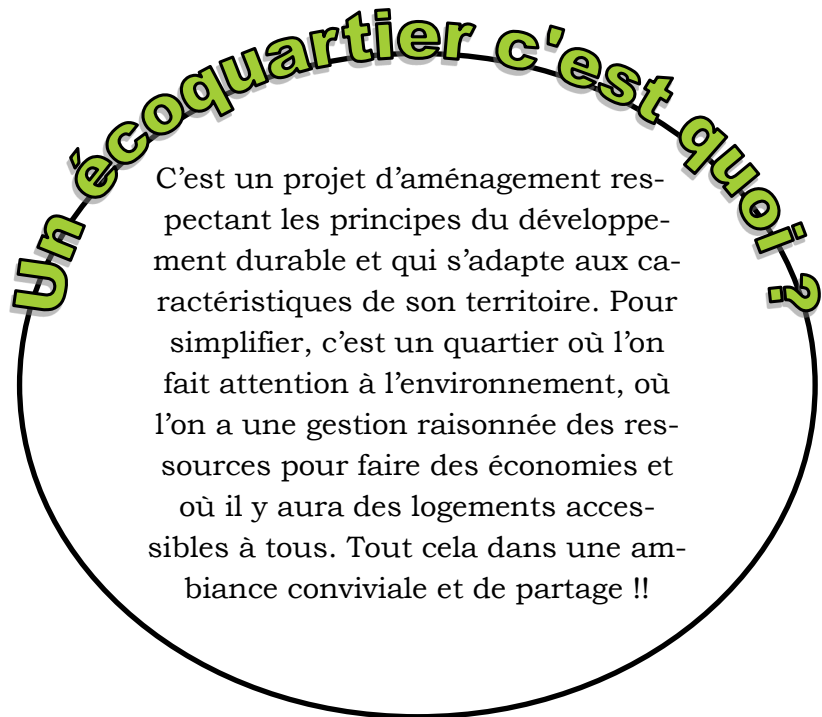 Un écoquartier c'est quoi ?
C’est un projet d’aménagement res-
pectant les principes du développe-
ment durable et qui s’adapte aux ca-
ractéristiques de son territoire. Pour
simplifier, c’est un quartier où l’on
fait attention à l’environnement, où
l’on a une gestion raisonnée des res-
sources pour faire des économies et
où il y aura des logements acces-
sibles à tous. Tout cela dans une am-
biance conviviale et de partage !!